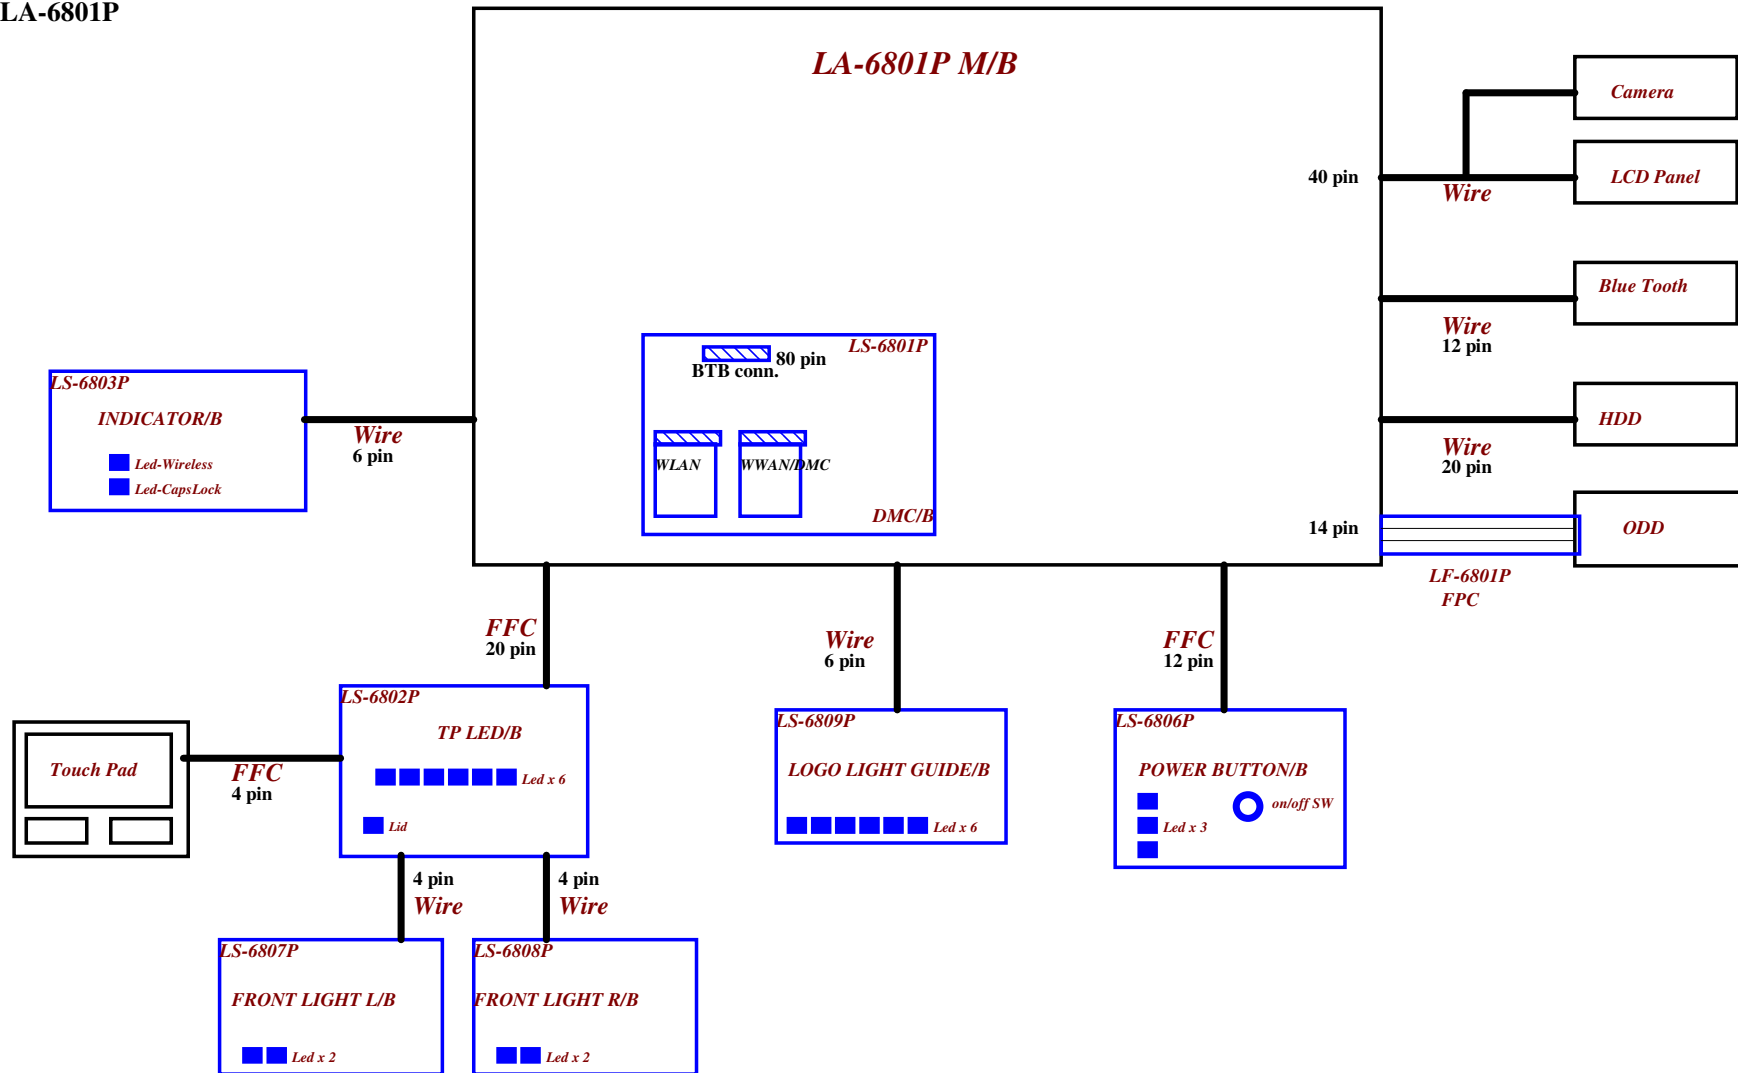 LA-6801P
LA-6801P M/B
Camera
40 pin
LCD Panel
Wire
Blue Tooth
Wire
12 pin
LS-6801P
80 pin
BTB conn.
WLAN
WWAN/DMC
DMC/B
LS-6803P
INDICATOR/B
Led-Wireless
Led-CapsLock
Wire
6 pin
HDD
Wire
20 pin
14 pin
ODD
LF-6801P
FPC
FFC
20 pin
Wire
6 pin
FFC
12 pin
LS-6802P
TP LED/B
Led x 6
Lid
Touch Pad
FFC
4 pin
LS-6809P
LOGO LIGHT GUIDE/B
Led x 6
LS-6806P
POWER BUTTON/B
on/off SW
Led x 3
4 pin
Wire
4 pin
Wire
LS-6807P
FRONT LIGHT L/B
Led x 2
LS-6808P
FRONT LIGHT R/B
Led x 2